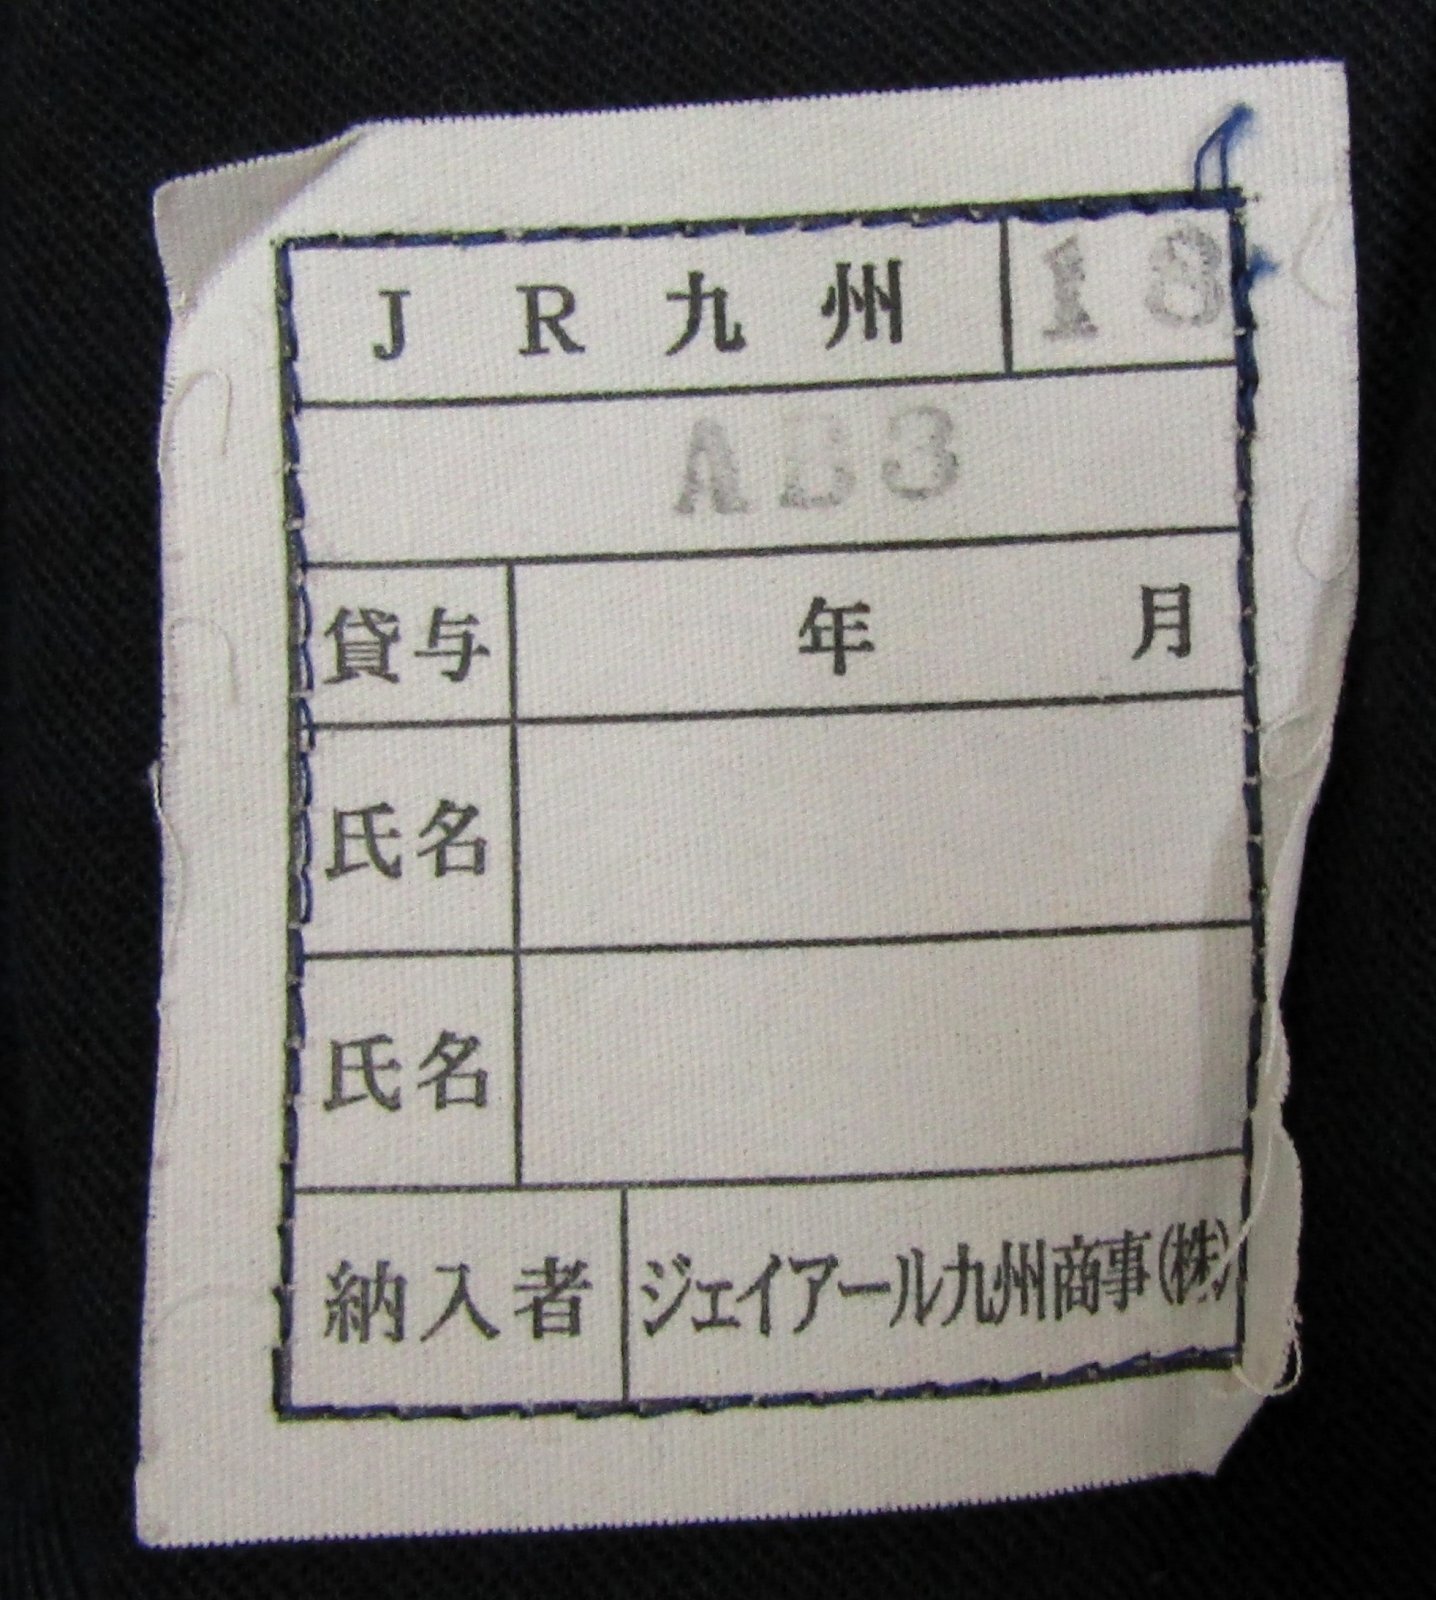 JR九州 18
AB3
貸与 年 月
氏名
氏名
納入者 ジェイアール九州商事(株)